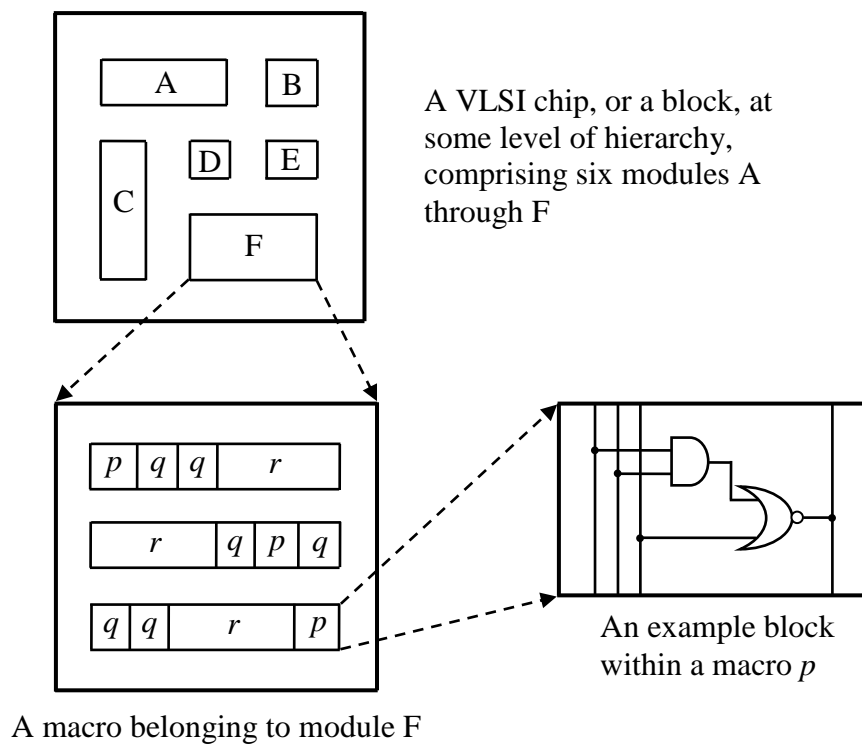 A
B
A VLSI chip, or a block, at
some level of hierarchy,
comprising six modules A
through F
C
D
E
F
p q q r
r q p q
q q r p
An example block
within a macro p
A macro belonging to module F